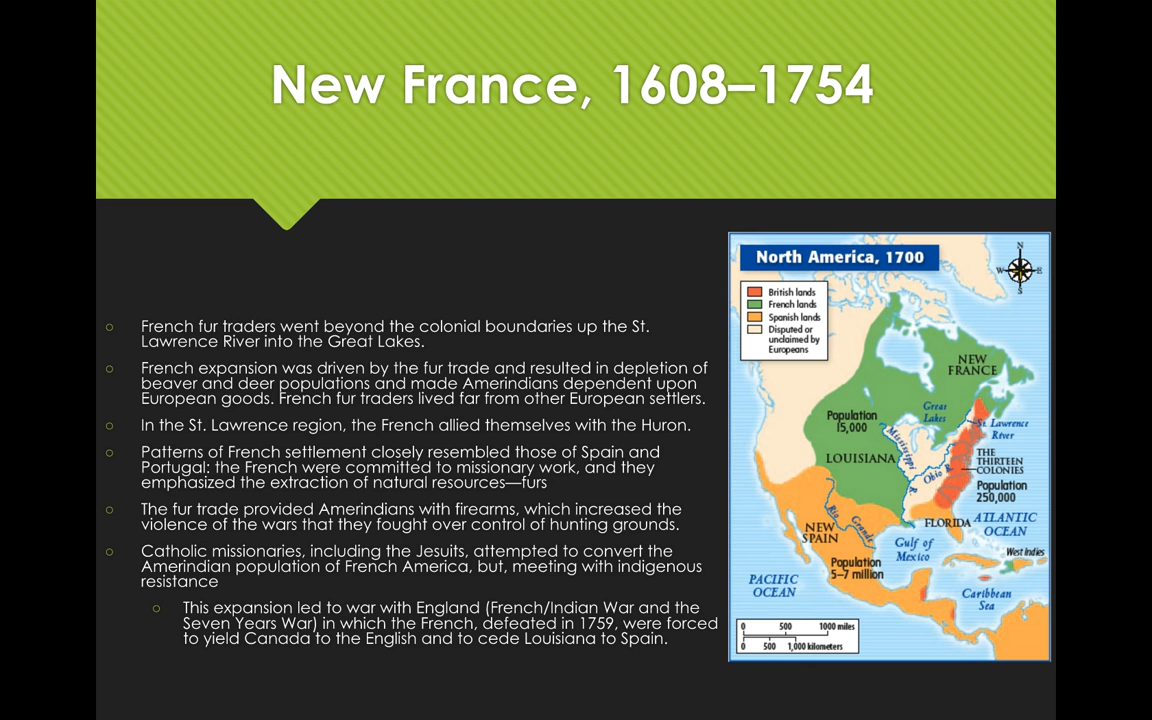 New France, 1608–1754
○ French fur traders went beyond the colonial boundaries up the St.
Lawrence River into the Great Lakes.
○ French expansion was driven by the fur trade and resulted in depletion of
beaver and deer populations and made Amerindians dependent upon
European goods. French fur traders lived far from other European settlers.
○ In the St. Lawrence region, the French allied themselves with the Huron.
○ Patterns of French settlement closely resembled those of Spain and
Portugal: the French were committed to missionary work, and they
emphasized the extraction of natural resources—furs
○ The fur trade provided Amerindians with firearms, which increased the
violence of the wars that they fought over control of hunting grounds.
○ Catholic missionaries, including the Jesuits, attempted to convert the
Amerindian population of French America, but, meeting with indigenous
resistance
○ This expansion led to war with England (French/Indian War and the
Seven Years War) in which the French, defeated in 1759, were forced
to yield Canada to the English and to cede Louisiana to Spain.
North America, 1700
N
W E
S
British lands
French lands
Spanish lands
Disputed or
unclaimed by
Europeans
NEW
FRANCE
Great
Lakes
Population
15,000
St. Lawrence
River
Mississippi R.
LOUISIANA
Ohio R.
THE
THIRTEEN
COLONIES
Population
250,000
Rio Grande
FLORIDA
ATLANTIC
OCEAN
NEW
SPAIN
Gulf of
Mexico
West Indies
Population
5–7 million
PACIFIC
OCEAN
Caribbean
Sea
0 500 1000 miles
0 500 1,000 kilometers